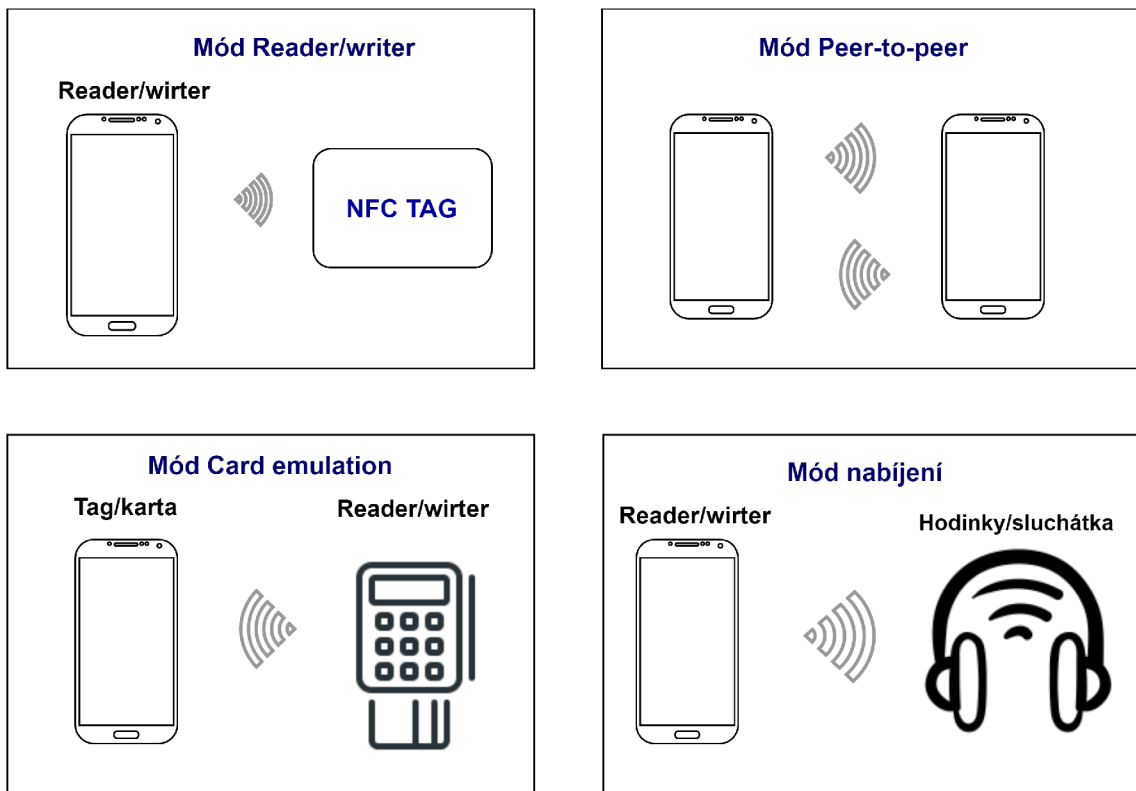 Mód Reader/writer
Reader/wirter
NFC TAG
Mód Peer-to-peer
Mód Card emulation
Tag/karta
Reader/wirter
Mód nabíjení
Reader/wirter
Hodinky/sluchátka